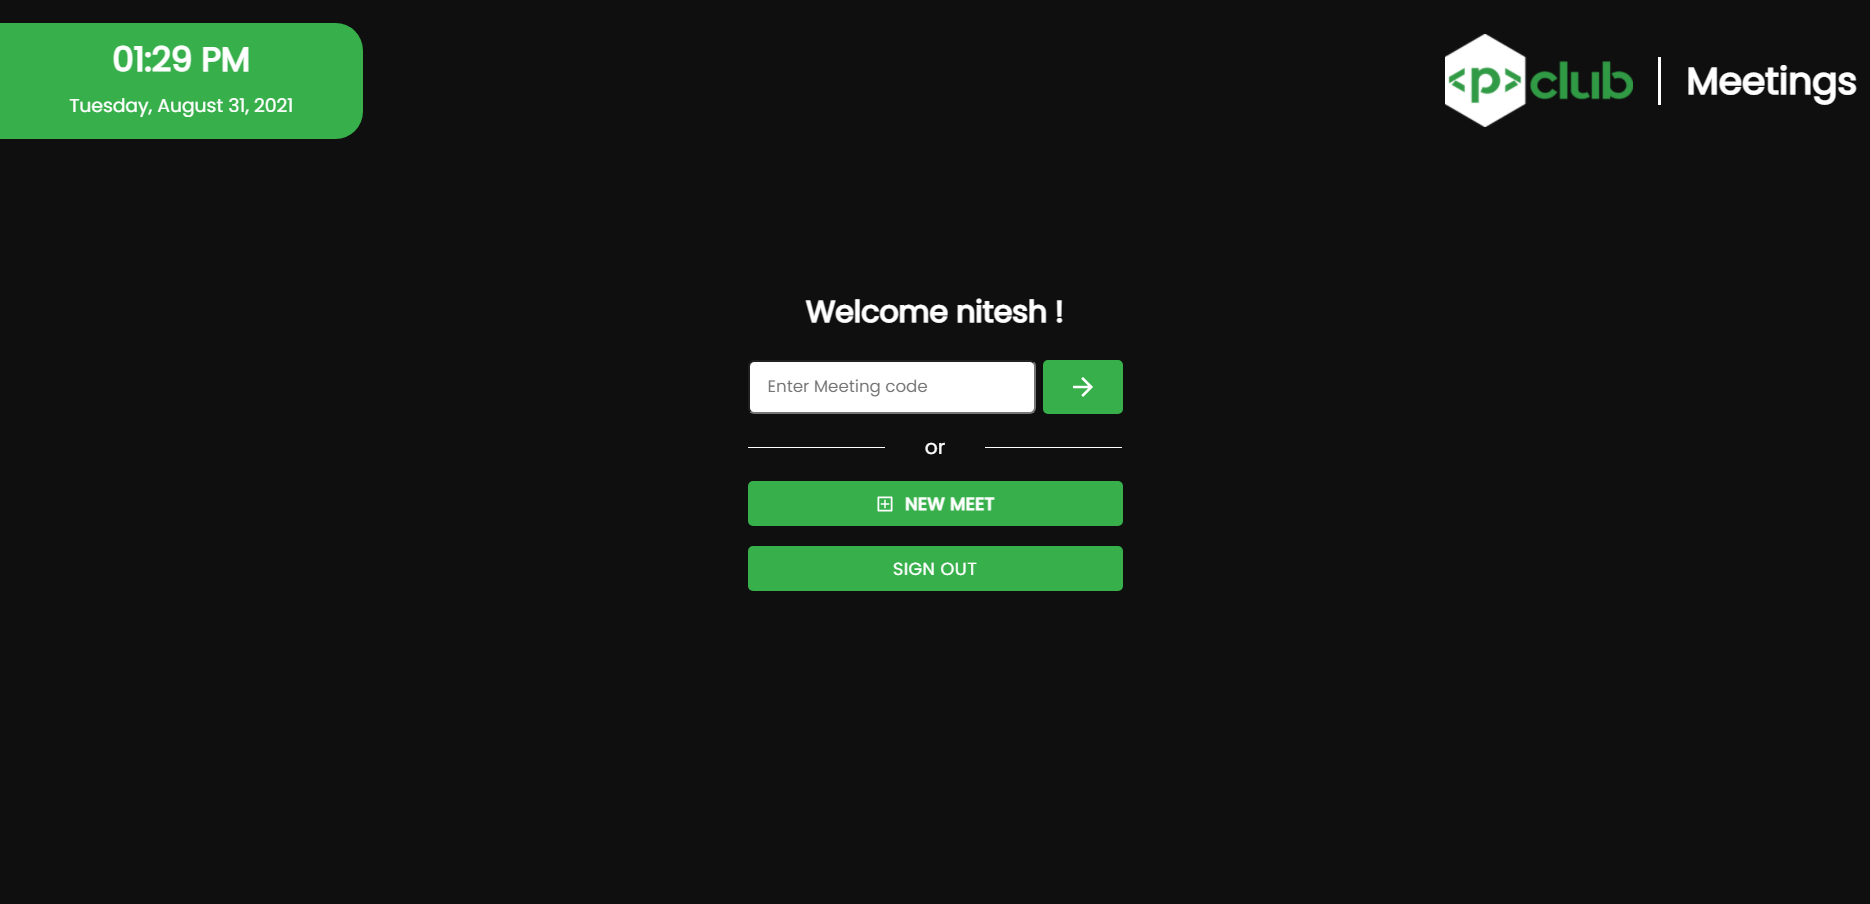 01:29 PM
Tuesday, August 31, 2021
<p>club | Meetings
Welcome nitesh !
Enter Meeting code
or
NEW MEET
SIGN OUT